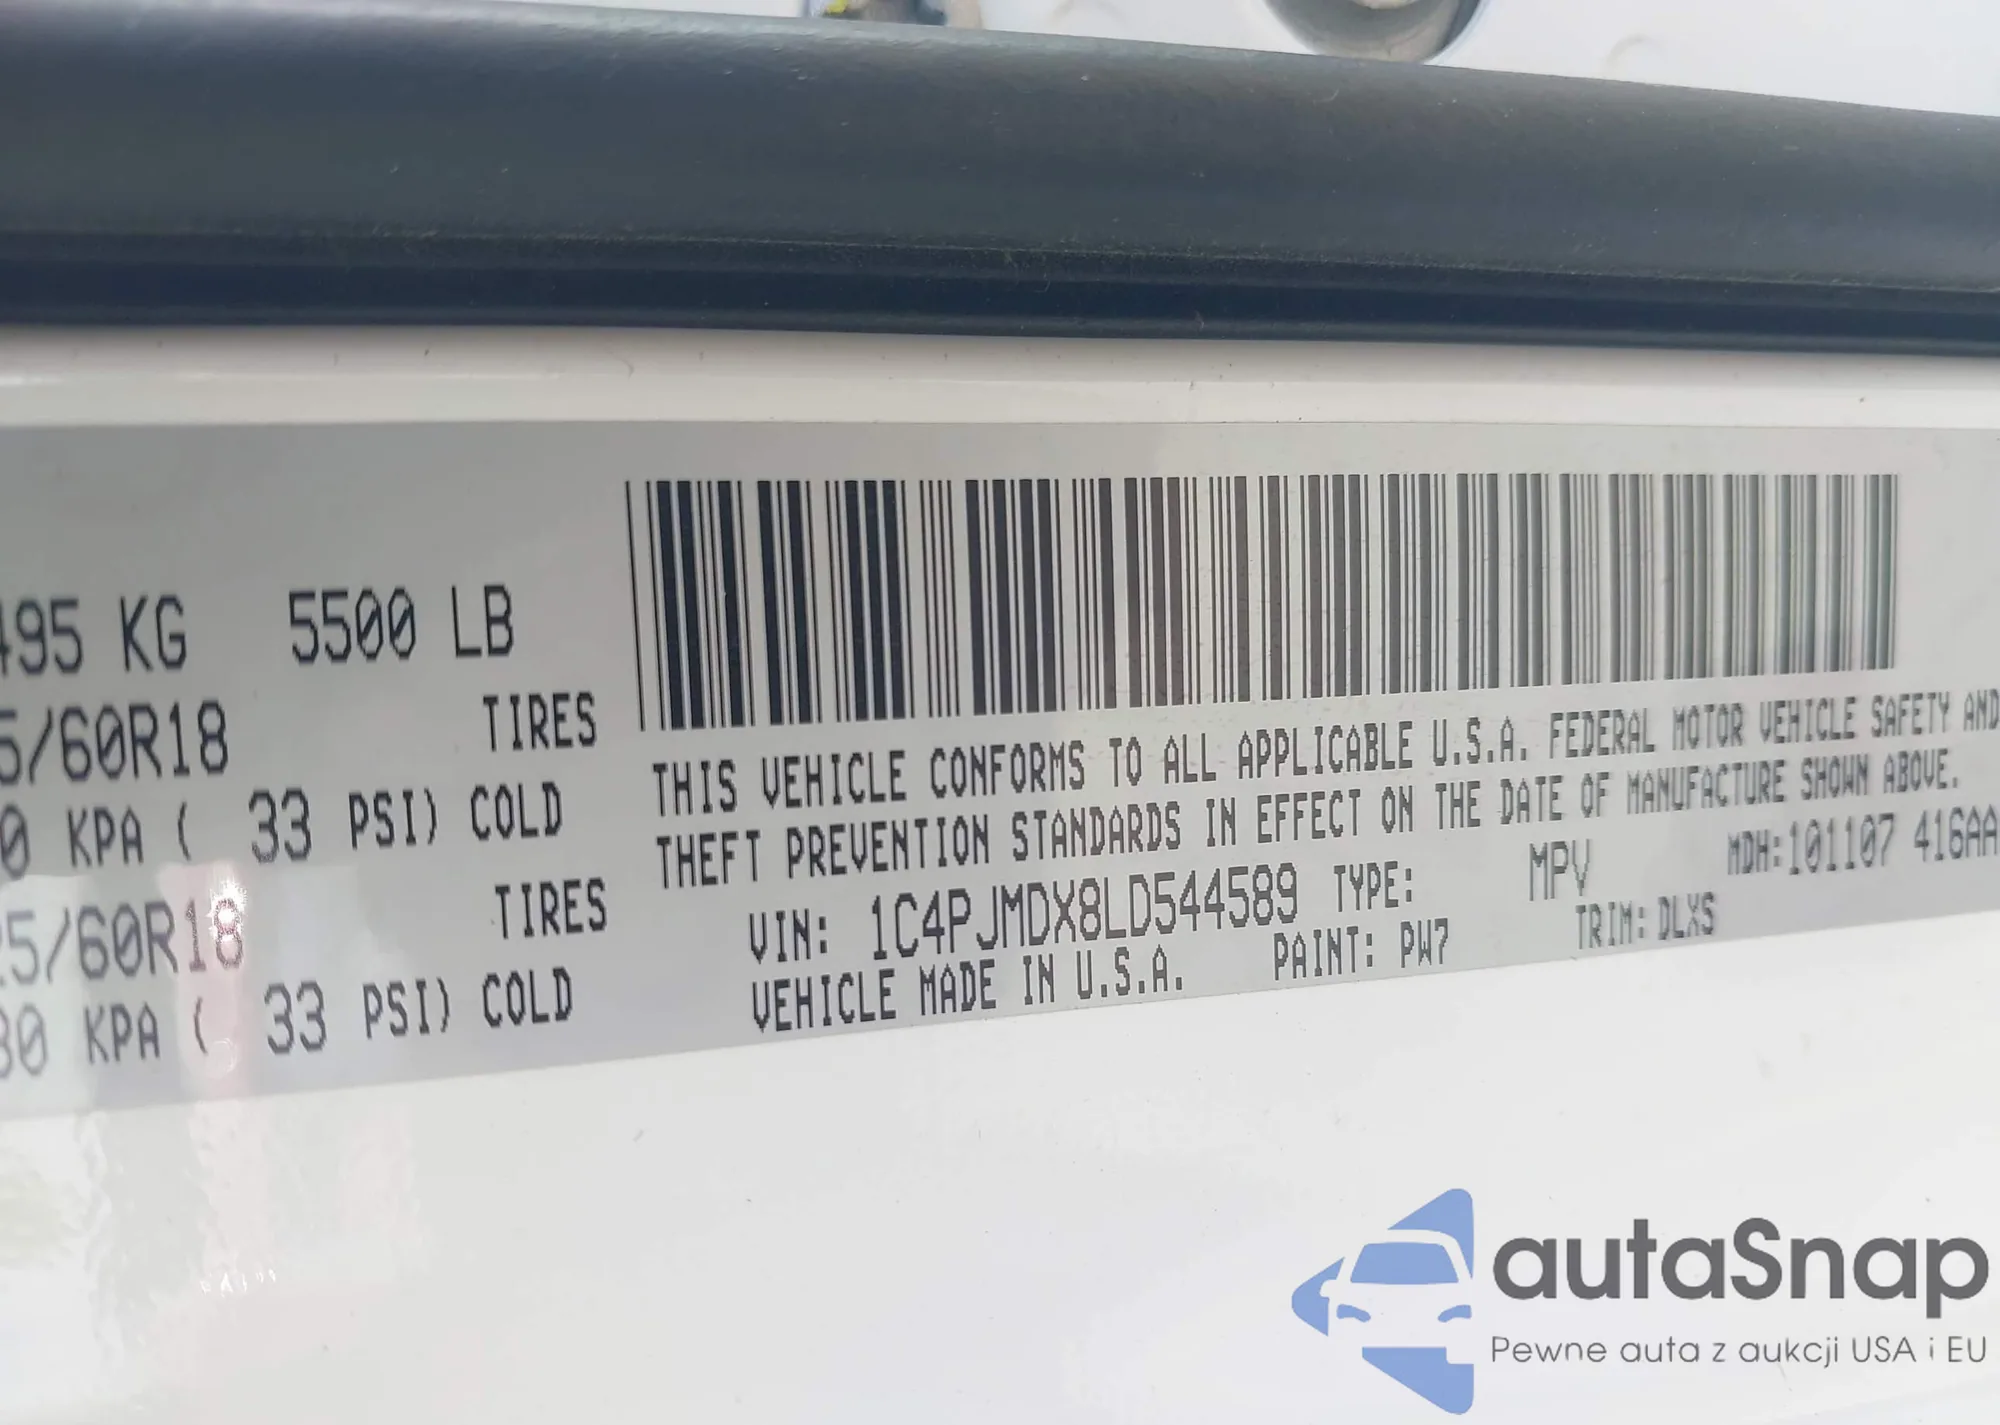 495 KG 5500 LB
5/60R18 TIRES
0 KPA ( 33 PSI) COLD
25/60R18 TIRES
30 KPA ( 33 PSI) COLD
THIS VEHICLE CONFORMS TO ALL APPLICABLE U.S.A. FEDERAL MOTOR VEHICLE SAFETY AND
THEFT PREVENTION STANDARDS IN EFFECT ON THE DATE OF MANUFACTURE SHOWN ABOVE.
VIN: 1C4PJMDX8LD544589 TYPE: MPV MDH:101107 416AA
VEHICLE MADE IN U.S.A. PAINT: PW7 TRIM: DLXS
autaSnap
Pewne auta z aukcji USA i EU